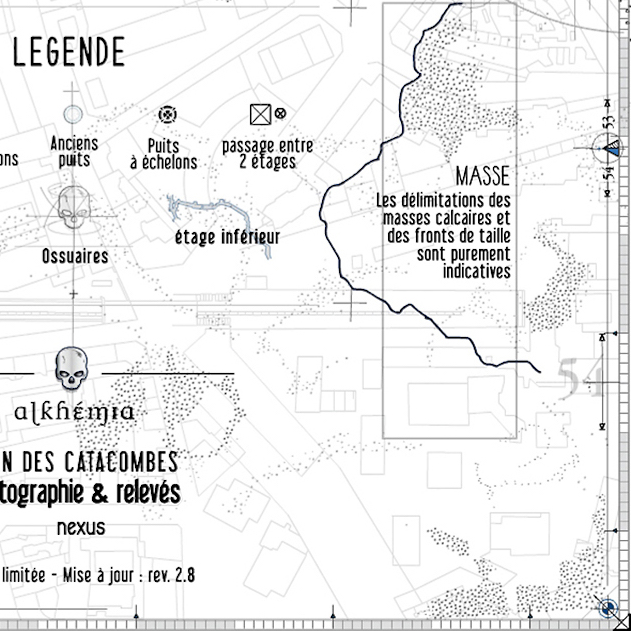 LEGENDE
ons
Anciens
puits
Puits
à échelons
passage entre
2 étages
Ossuaires
étage inférieur
MASSE
Les délimitations des
masses calcaires et
des fronts de taille
sont purement
indicatives
53
54
54
alkhémia
N DES CATACOMBES
tographie & relevés
nexus
limitée - Mise à jour : rev. 2.8